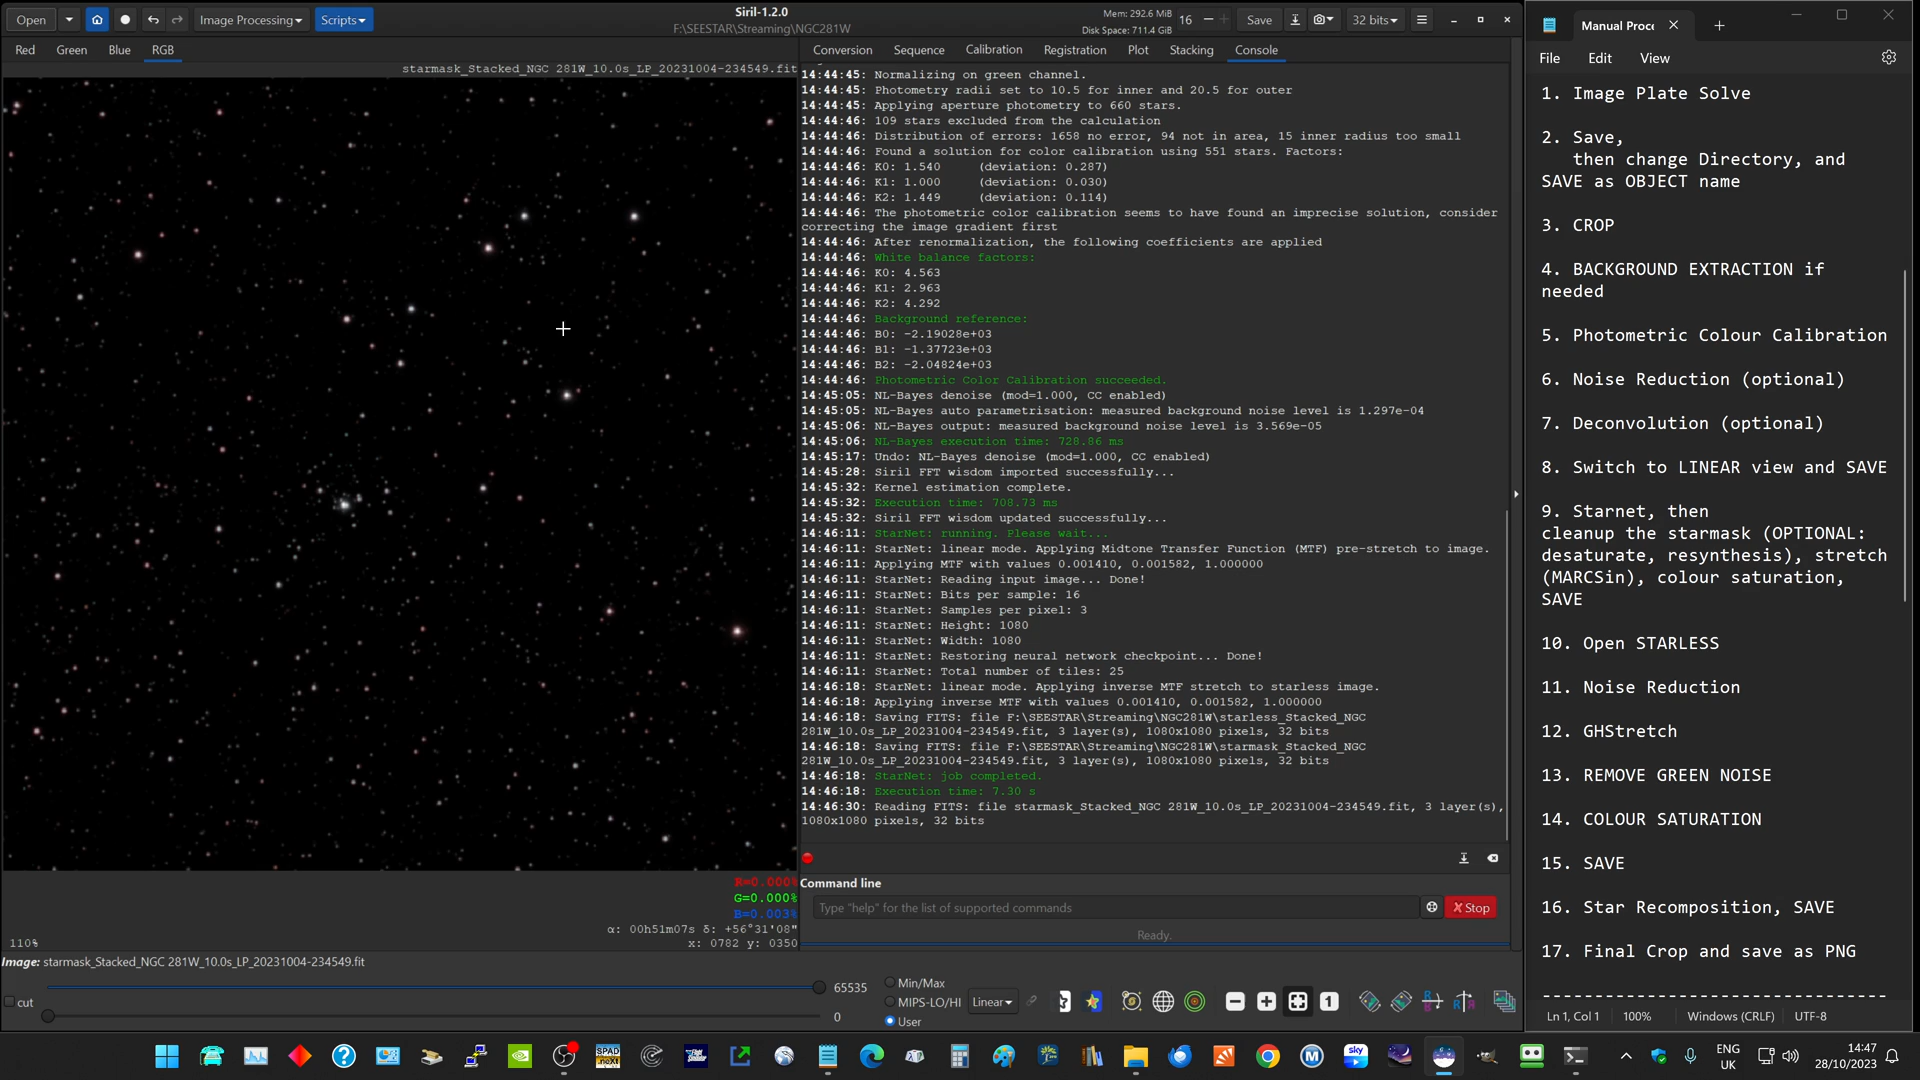 Open
Image Processing
Scripts
Siril-1.2.0
F:\SEESTAR\Streaming\NGC281W
Mem: 292.6 MiB
Disk Space: 711.4 GiB
16
Save
32 bits
Red
Green
Blue
RGB
Conversion
Sequence
Calibration
Registration
Plot
Stacking
Console
starmask_Stacked_NGC 281W_10.0s_LP_20231004-234549.fit
14:44:45: Normalizing on green channel.
14:44:45: Photometry radii set to 10.5 for inner and 20.5 for outer
14:44:45: Applying aperture photometry to 660 stars.
14:44:46: 109 stars excluded from the calculation
14:44:46: Distribution of errors: 1658 no error, 94 not in area, 15 inner radius too small
14:44:46: Found a solution for color calibration using 551 stars. Factors:
14:44:46: K0: 1.540 (deviation: 0.287)
14:44:46: K1: 1.000 (deviation: 0.030)
14:44:46: K2: 1.449 (deviation: 0.114)
14:44:46: The photometric color calibration seems to have found an imprecise solution, consider
correcting the image gradient first
14:44:46: After renormalization, the following coefficients are applied
14:44:46: White balance factors:
14:44:46: K0: 4.563
14:44:46: K1: 2.963
14:44:46: K2: 4.292
14:44:46: Background reference:
14:44:46: B0: -2.19028e+03
14:44:46: B1: -1.37723e+03
14:44:46: B2: -2.04824e+03
14:44:46: Photometric Color Calibration succeeded.
14:45:05: NL-Bayes denoise (mod=1.000, CC enabled)
14:45:05: NL-Bayes auto parametrisation: measured background noise level is 1.297e-04
14:45:06: NL-Bayes output: measured background noise level is 3.569e-05
14:45:06: NL-Bayes execution time: 728.86 ms
14:45:17: Undo: NL-Bayes denoise (mod=1.000, CC enabled)
14:45:28: Siril FFT wisdom imported successfully...
14:45:32: Kernel estimation complete.
14:45:32: Execution time: 708.73 ms
14:45:32: Siril FFT wisdom updated successfully...
14:46:11: StarNet: running. Please wait...
14:46:11: StarNet: linear mode. Applying Midtone Transfer Function (MTF) pre-stretch to image.
14:46:11: Applying MTF with values 0.001410, 0.001582, 1.000000
14:46:11: StarNet: Reading input image... Done!
14:46:11: StarNet: Bits per sample: 16
14:46:11: StarNet: Samples per pixel: 3
14:46:11: StarNet: Height: 1080
14:46:11: StarNet: Width: 1080
14:46:11: StarNet: Restoring neural network checkpoint... Done!
14:46:11: StarNet: Total number of tiles: 25
14:46:18: StarNet: linear mode. Applying inverse MTF stretch to starless image.
14:46:18: Applying inverse MTF with values 0.001410, 0.001582, 1.000000
14:46:18: Saving FITS: file F:\SEESTAR\Streaming\NGC281W\starless_Stacked_NGC
281W_10.0s_LP_20231004-234549.fit, 3 layer(s), 1080x1080 pixels, 32 bits
14:46:18: Saving FITS: file F:\SEESTAR\Streaming\NGC281W\starmask_Stacked_NGC
281W_10.0s_LP_20231004-234549.fit, 3 layer(s), 1080x1080 pixels, 32 bits
14:46:18: StarNet: job completed.
14:46:18: Execution time: 7.30 s
14:46:30: Reading FITS: file starmask_Stacked_NGC 281W_10.0s_LP_20231004-234549.fit, 3 layer(s),
1080x1080 pixels, 32 bits
Command line
Type "help" for the list of supported commands
Stop
Ready.
R=0.000%
G=0.000%
B=0.003%
α: 00h51m07s δ: +56°31'08"
110%
x: 0782 y: 0350
Image: starmask_Stacked_NGC 281W_10.0s_LP_20231004-234549.fit
cut
65535
0
Min/Max
MIPS-LO/HI
User
Linear
1
Manual Proc
File
Edit
View
1. Image Plate Solve
2. Save,
then change Directory, and
SAVE as OBJECT name
3. CROP
4. BACKGROUND EXTRACTION if
needed
5. Photometric Colour Calibration
6. Noise Reduction (optional)
7. Deconvolution (optional)
8. Switch to LINEAR view and SAVE
9. Starnet, then
cleanup the starmask (OPTIONAL:
desaturate, resynthesis), stretch
(MARCSin), colour saturation,
SAVE
10. Open STARLESS
11. Noise Reduction
12. GHStretch
13. REMOVE GREEN NOISE
14. COLOUR SATURATION
15. SAVE
16. Star Recomposition, SAVE
17. Final Crop and save as PNG
---------------------------------
Ln 1, Col 1
100%
Windows (CRLF)
UTF-8
ENG
UK
14:47
28/10/2023